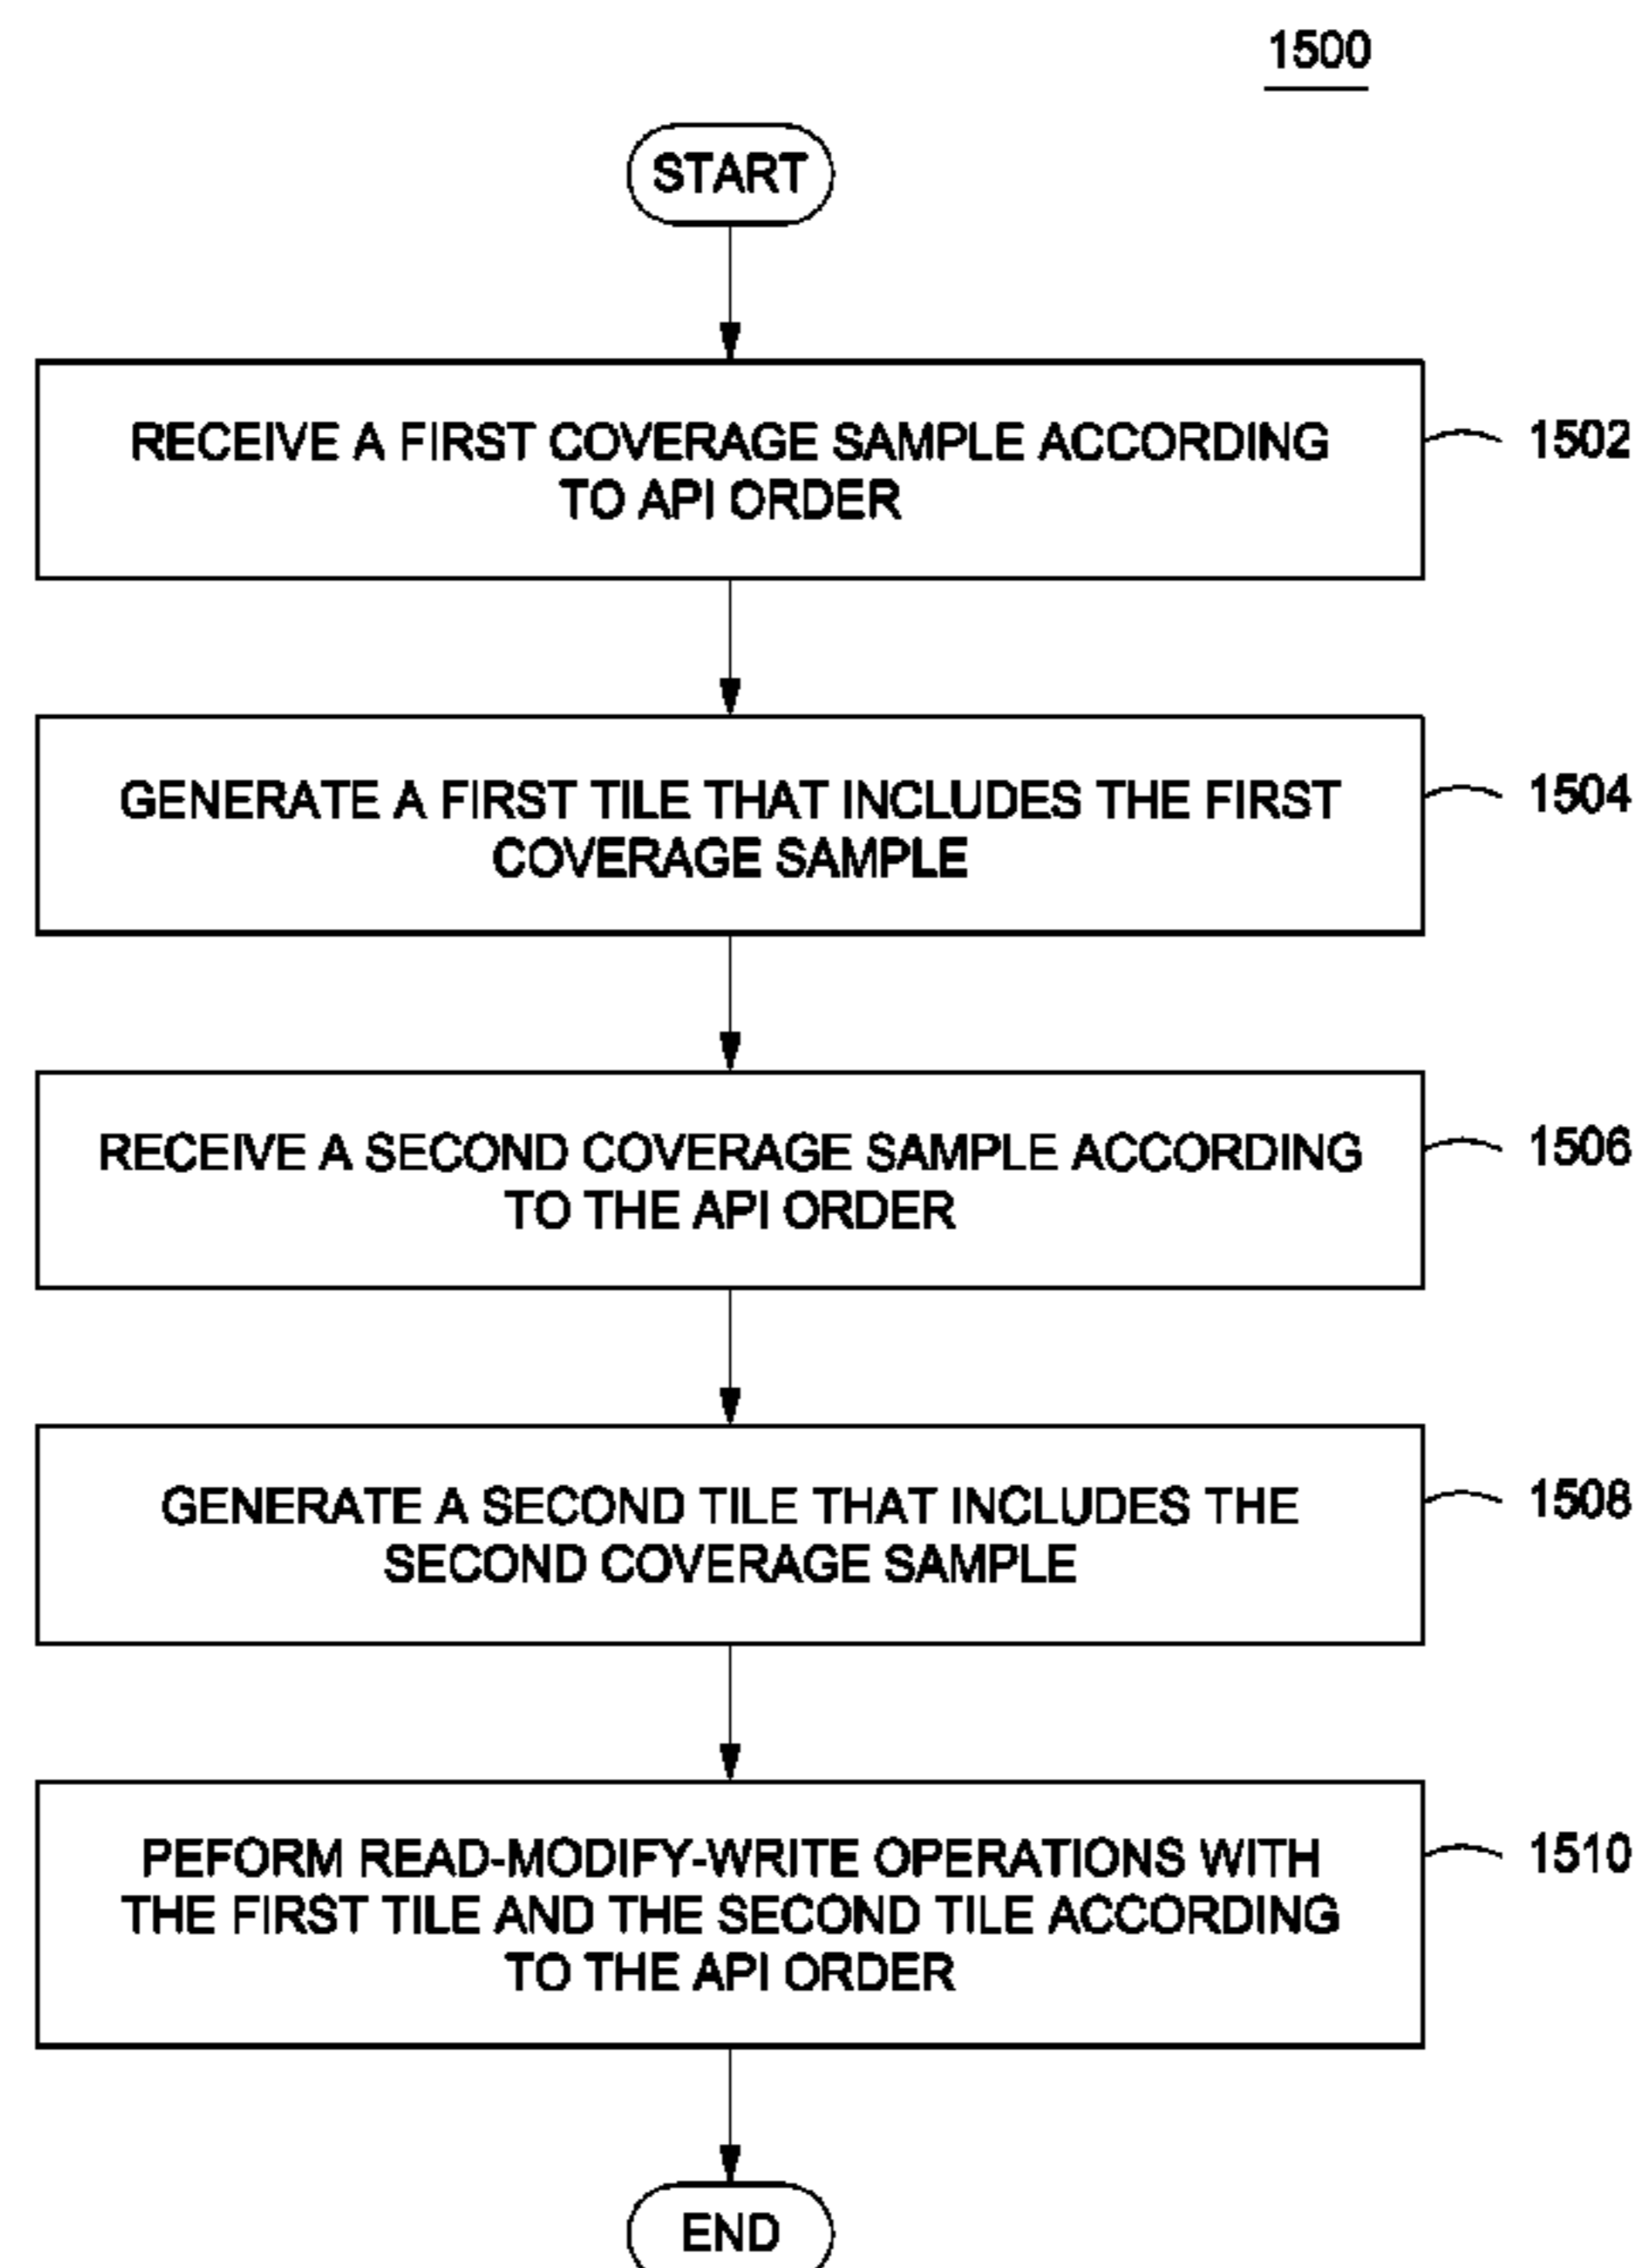 1500
START
RECEIVE A FIRST COVERAGE SAMPLE ACCORDING
TO API ORDER
1502
GENERATE A FIRST TILE THAT INCLUDES THE FIRST
COVERAGE SAMPLE
1504
RECEIVE A SECOND COVERAGE SAMPLE ACCORDING
TO THE API ORDER
1506
GENERATE A SECOND TILE THAT INCLUDES THE
SECOND COVERAGE SAMPLE
1508
PEFORM READ-MODIFY-WRITE OPERATIONS WITH
THE FIRST TILE AND THE SECOND TILE ACCORDING
TO THE API ORDER
1510
END